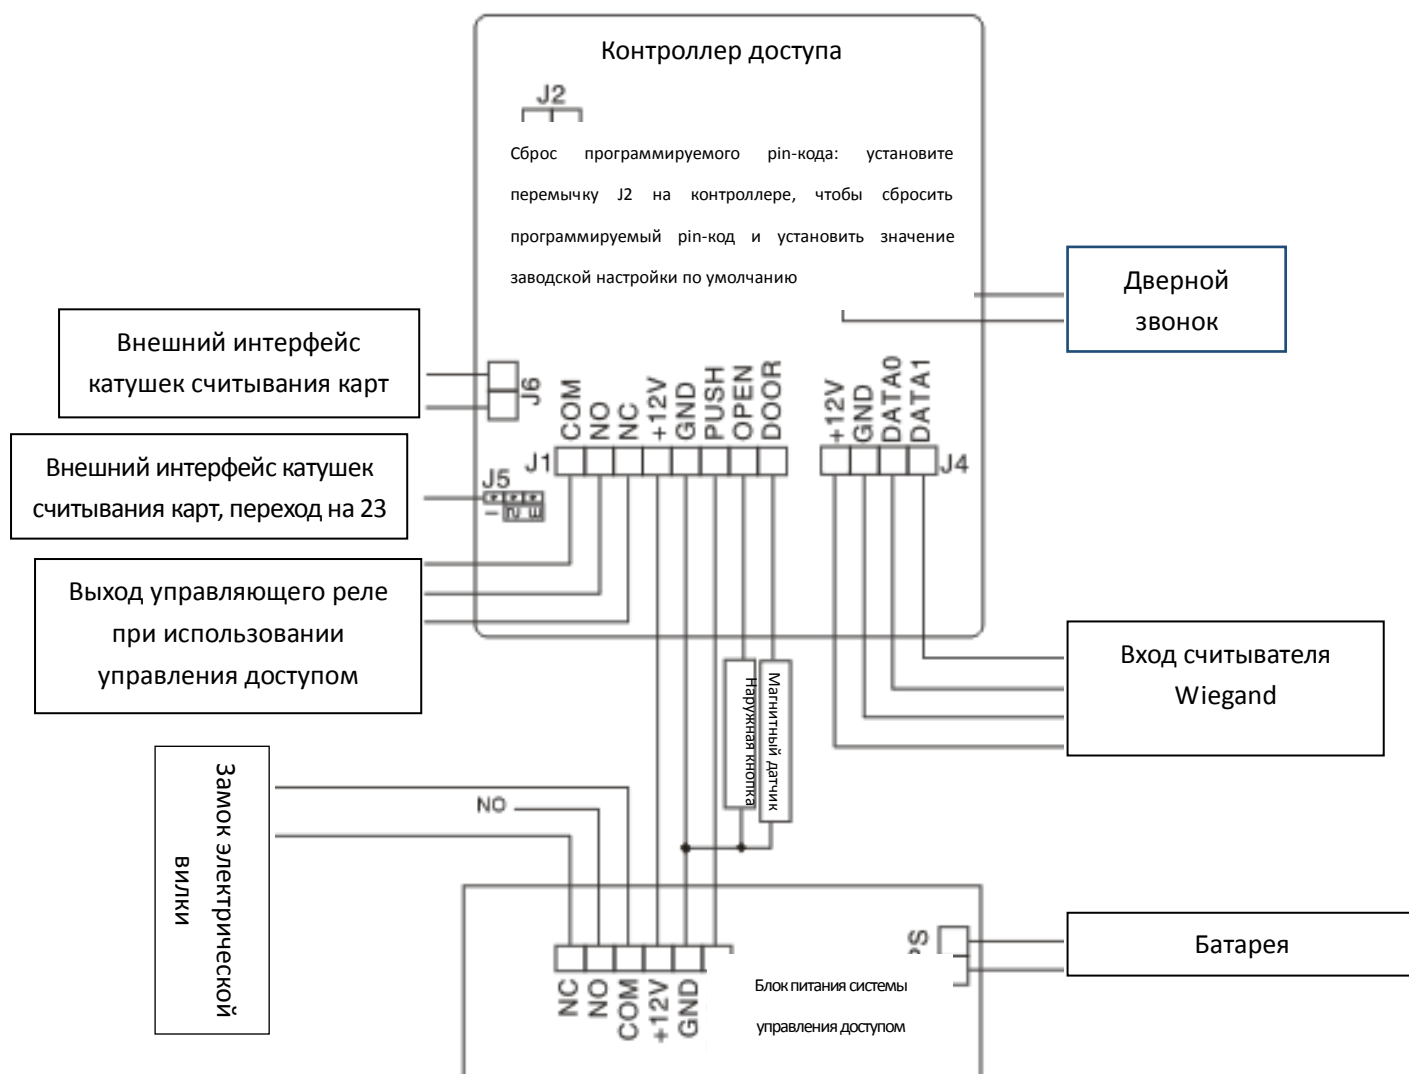 Контроллер доступа
J2
Сброс программируемого pin-кода: установите
перемычку J2 на контроллере, чтобы сбросить
программируемый pin-код и установить значение
заводской настройки по умолчанию
Дверной
звонок
Внешний интерфейс
катушек считывания карт
J6
COM
NO
NC
+12V
GND
PUSH
OPEN
DOOR
+12V
GND
DATA0
DATA1
J1
J4
Внешний интерфейс катушек
считывания карт, переход на 23
J5
1 2 3
Выход управляющего реле
при использовании
управления доступом
Вход считывателя
Wiegand
Наружная кнопка
Магнитный датчик
Замок электрической
вилки
NO
Батарея
NC
NO
COM
+12V
GND
Блок питания системы
управления доступом